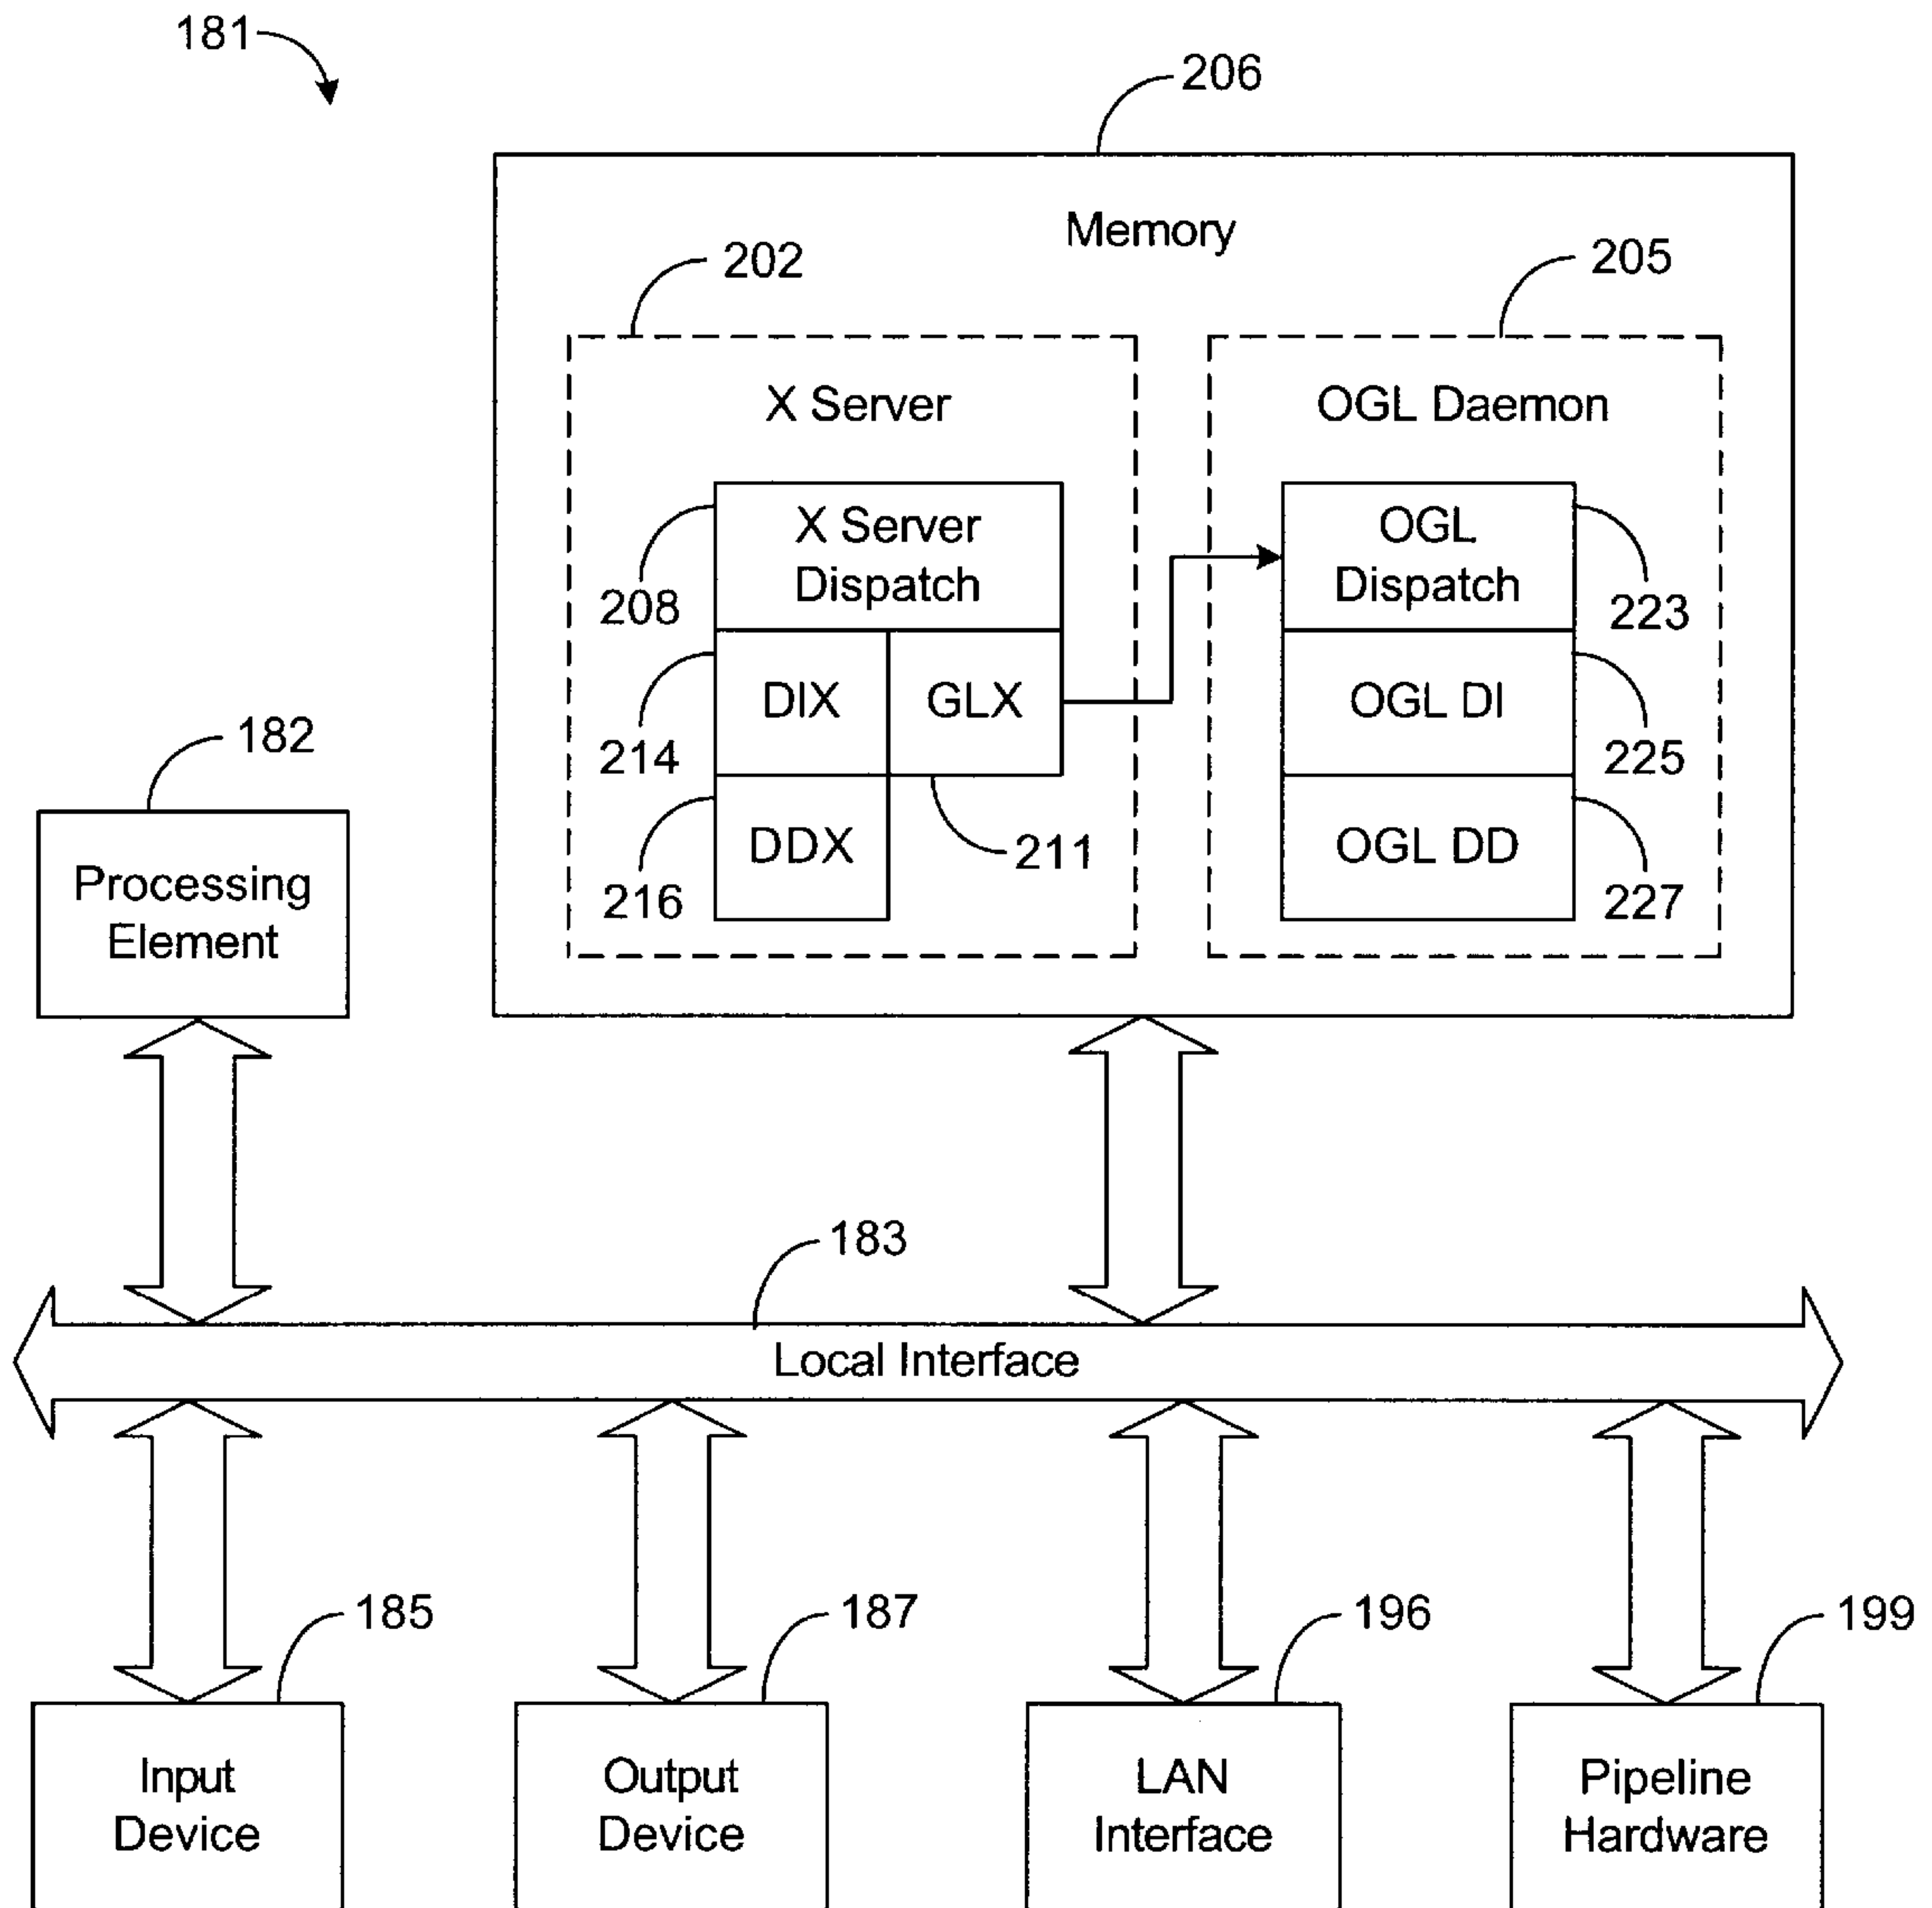 181
206
Memory
202
205
X Server
OGL Daemon
X Server
Dispatch
OGL
Dispatch
208
223
DIX
GLX
OGL DI
214
225
182
DDX
211
OGL DD
216
227
Processing
Element
183
Local Interface
185
187
196
199
Input
Device
Output
Device
LAN
Interface
Pipeline
Hardware